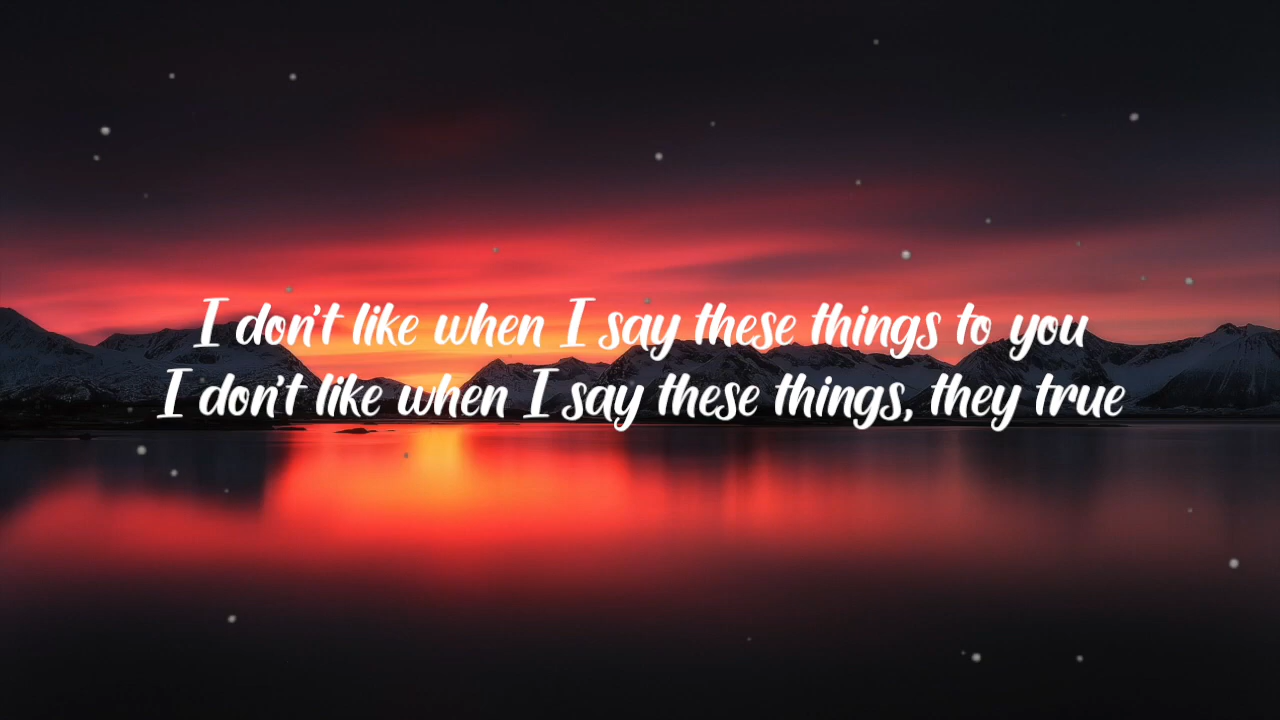 I don't like when I say these things to you
I don't like when I say these things, they true